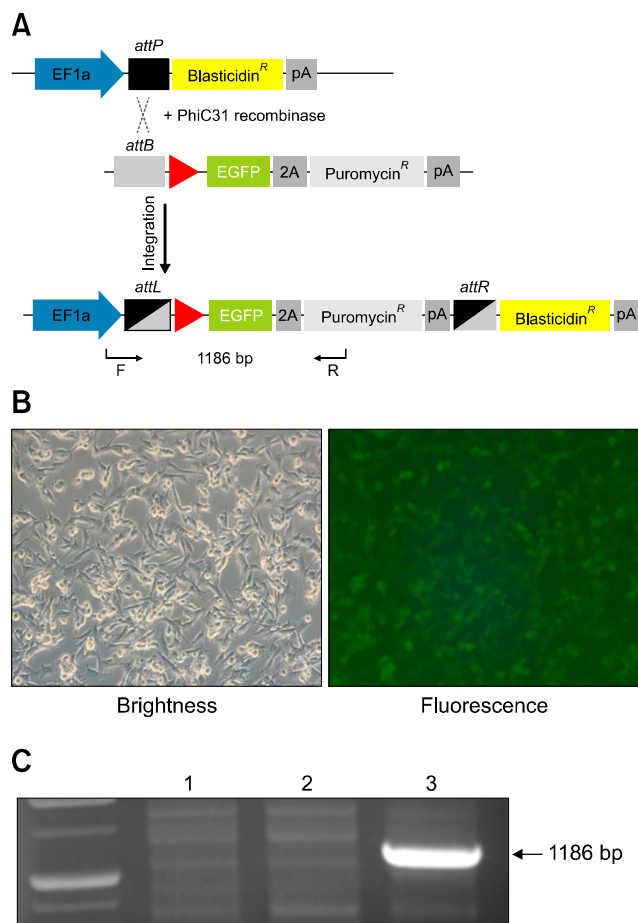 A
attP
EF1a
Blasticidin^R
pA
+ PhiC31 recombinase
attB
EGFP
2A
Puromycin^R
pA
Integration
attL
attR
EF1a
EGFP
2A
Puromycin^R
pA
Blasticidin^R
pA
F
1186 bp
R
B
Brightness
Fluorescence
C
1 2 3
1186 bp